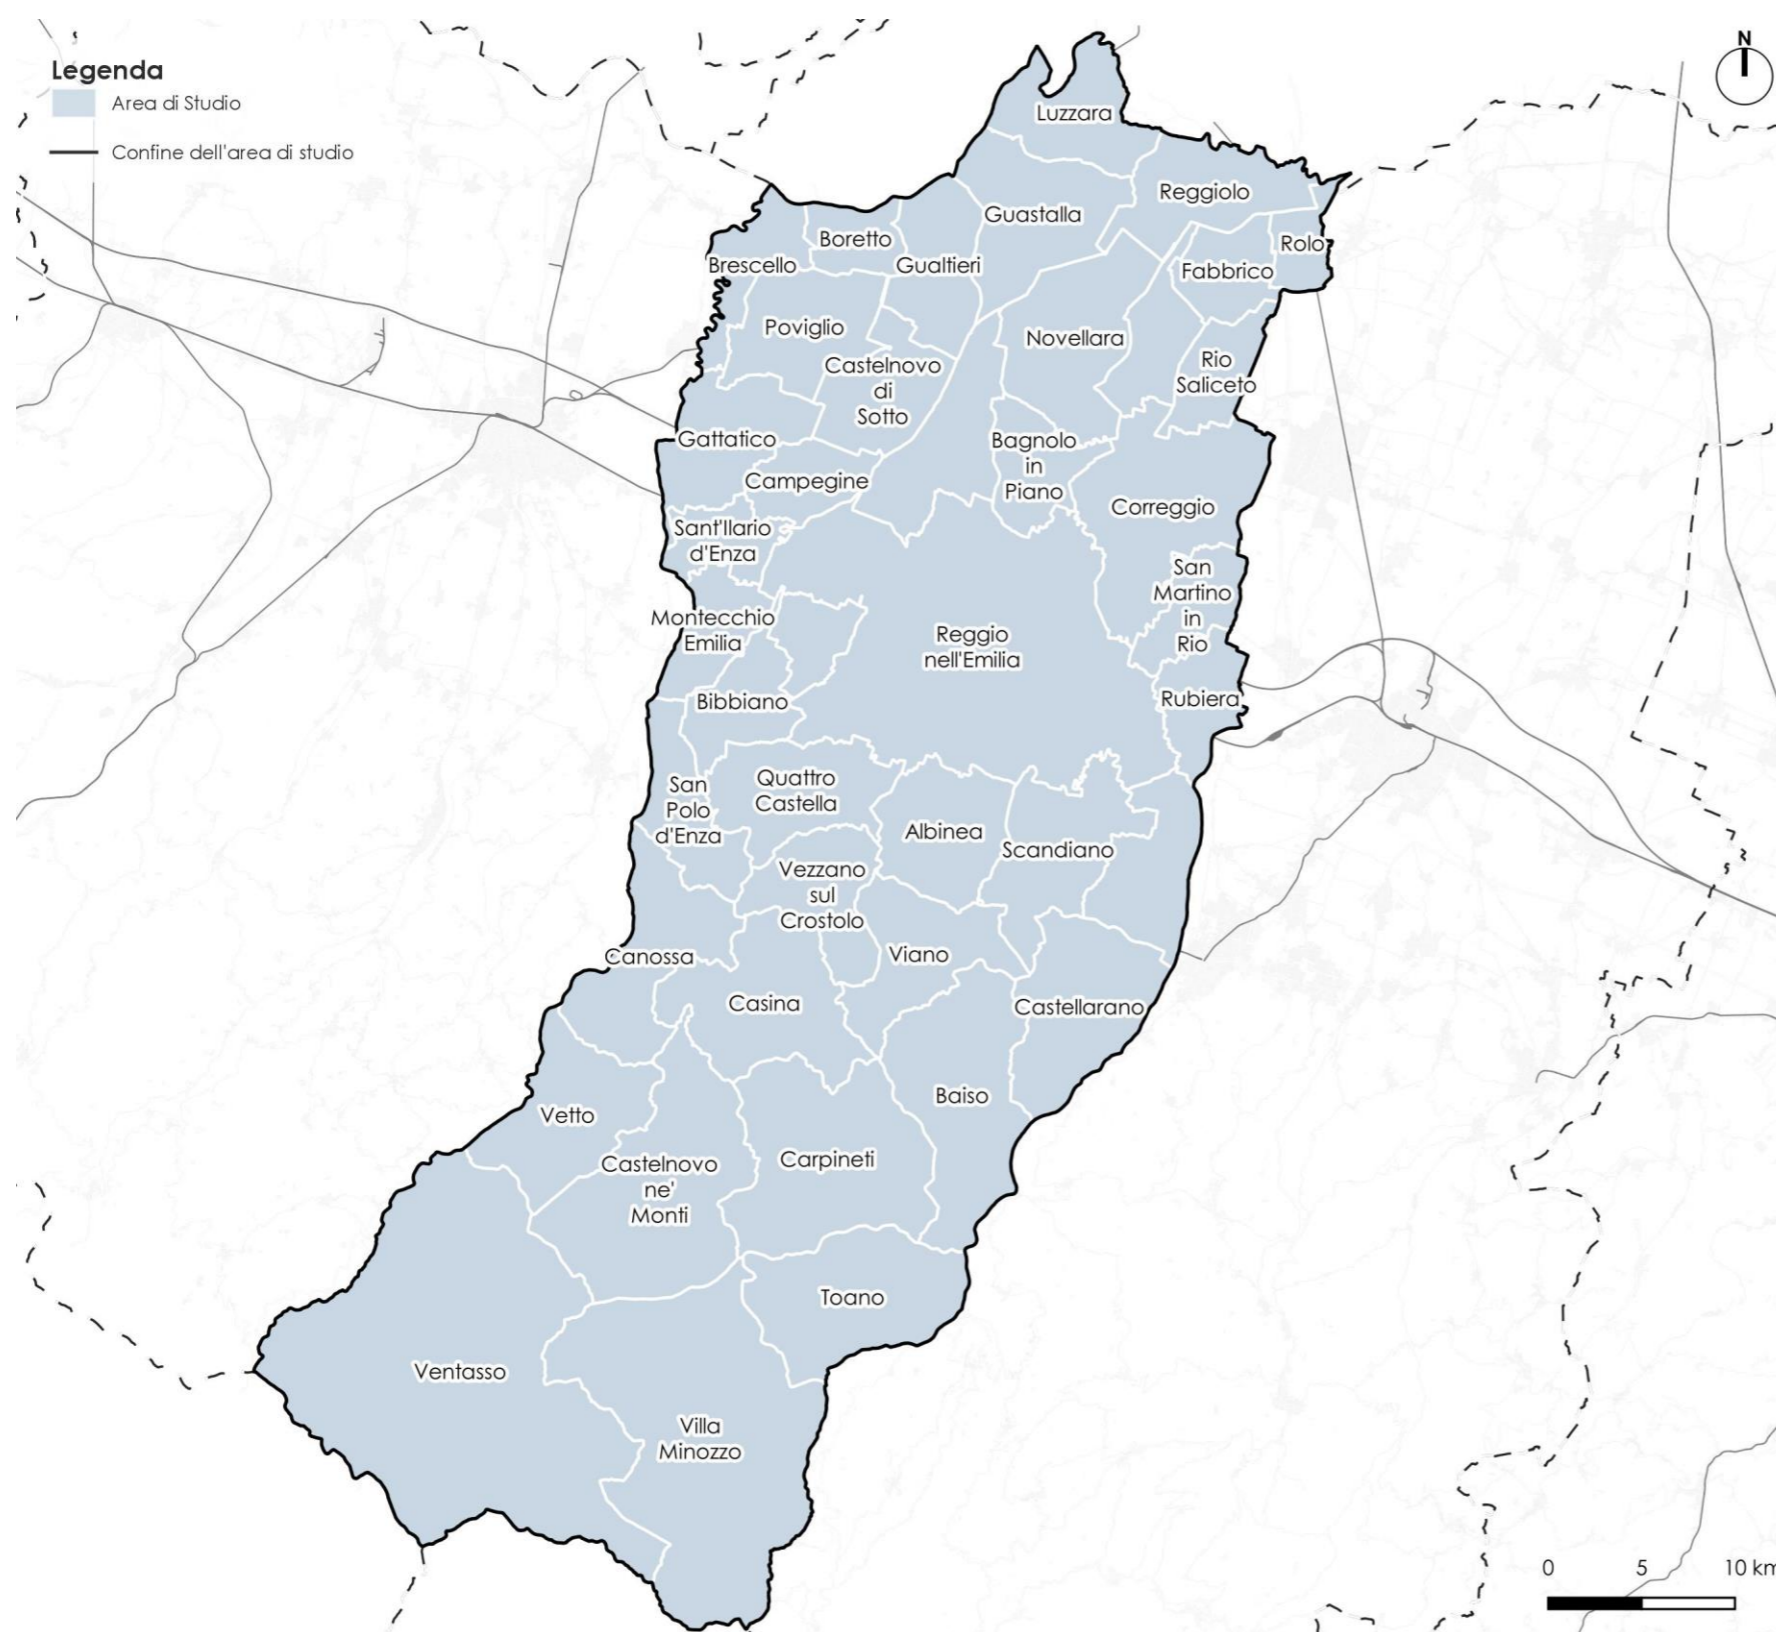 N
Legenda
Area di Studio
Confine dell'area di studio
Luzzara
Reggiolo
Guastalla
Boretto
Rolo
Brescello
Gualtieri
Fabbrico
Poviglio
Novellara
Castelnovo
di
Sotto
Rio
Saliceto
Gattatico
Bagnolo
in
Piano
Campegine
Correggio
Sant'Ilario
d'Enza
San
Martino
in
Rio
Montecchio
Emilia
Reggio
nell'Emilia
Bibbiano
Rubiera
San
Polo
d'Enza
Quattro
Castella
Albinea
Scandiano
Vezzano
sul
Crostolo
Canossa
Viano
Casina
Castellarano
Baiso
Vetto
Castelnovo
ne'
Monti
Carpineti
Toano
Ventasso
Villa
Minozzo
0 5 10 km